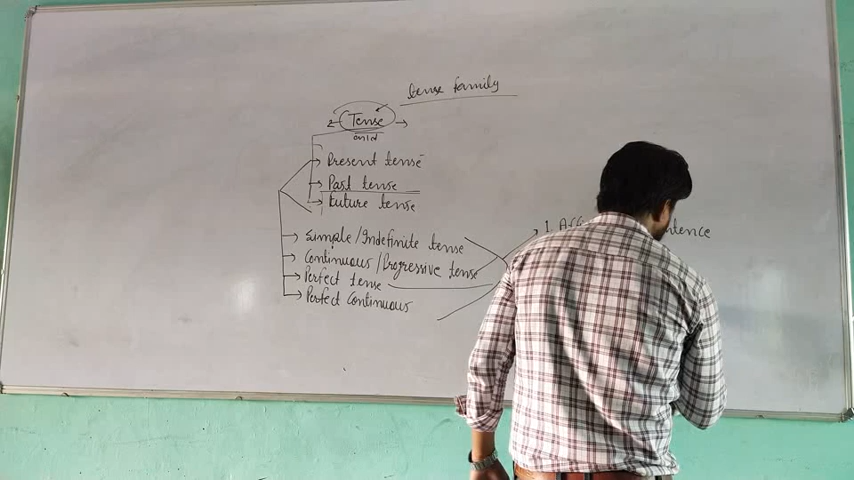 tense family
Tense
Present tense
Past tense
Future tense
Simple/Indefinite tense
Continuous/Progressive tense
Perfect tense
Perfect Continuous
1. Aff
ntence